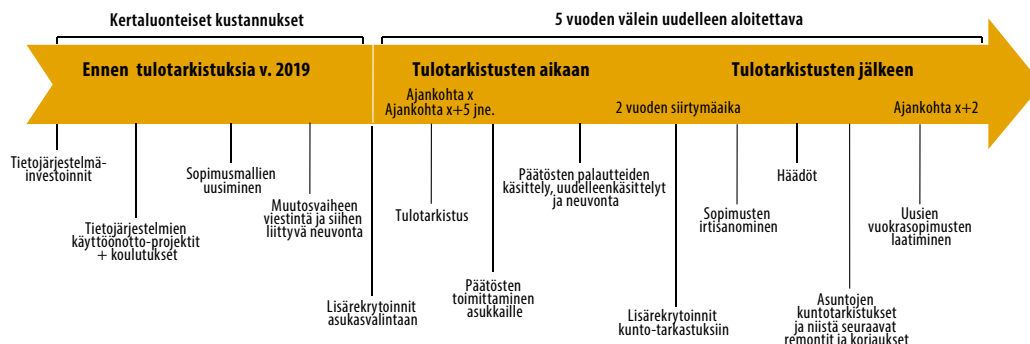 Kertaluonteiset kustannukset
5 vuoden välein uudelleen aloitettava
Ennen tulotarkistuksia v. 2019
Tulotarkistusten aikaan
Tulotarkistusten jälkeen
Ajankohta x
Ajankohta x+5 jne.
2 vuoden siirtymäaika
Ajankohta x+2
Tietojärjestelmä-
investoinnit
Tietojärjestelmien
käyttöönotto-projektit
+ koulutukset
Sopimusmallien
uusiminen
Muutosvaiheen
viestintä ja siihen
liittyvä neuvonta
Lisärekrytoinnit
asukasvalintaan
Tulotarkistus
Päätösten
toimittaminen
asukkaille
Päätösten palautteiden
käsittely, uudelleenkäsittelyt
ja neuvonta
Lisärekrytoinnit
kunto-tarkastuksiin
Sopimusten
irtisanominen
Häädöt
Asuntojen
kuntotarkistukset
ja niistä seuraavat
remontit ja korjaukset
Uusien
vuokrasopimusten
laatiminen